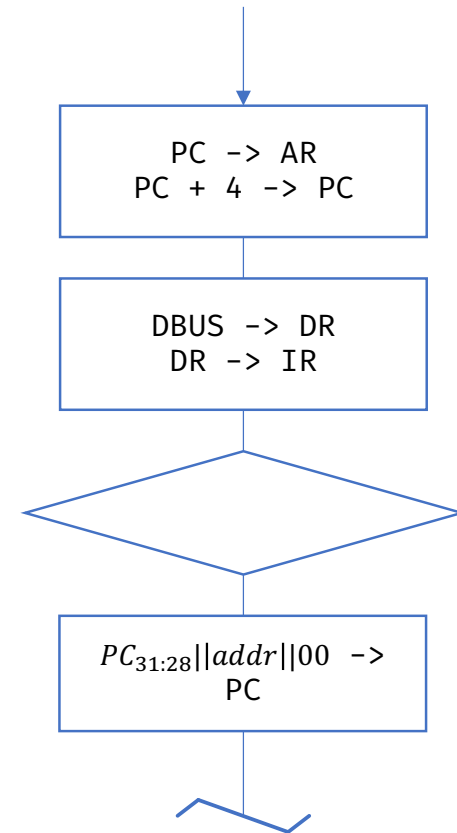 PC -> AR
PC + 4 -> PC
DBUS -> DR
DR -> IR
PC₃₁:₂₈||addr||00 ->
PC